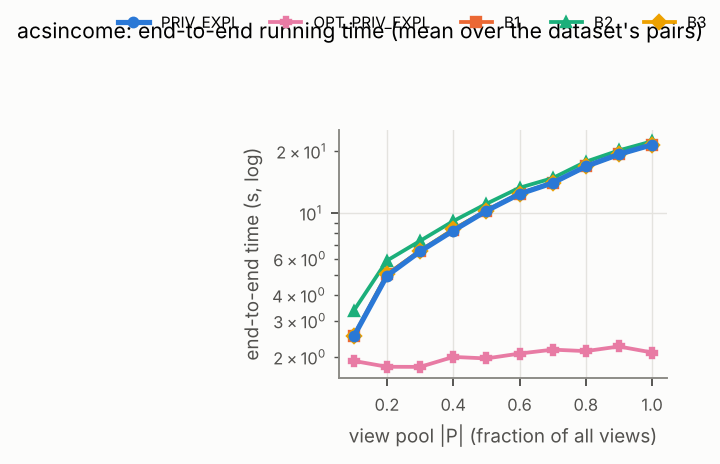 PRIV_EXPL OPT_PRIV_EXPL B1 B2 B3
acsincome: end-to-end running time (mean over the dataset's pairs)
end-to-end time (s, log)
2 × 10¹
10¹
6 × 10⁰
4 × 10⁰
3 × 10⁰
2 × 10⁰
0.2 0.4 0.6 0.8 1.0
view pool |P| (fraction of all views)